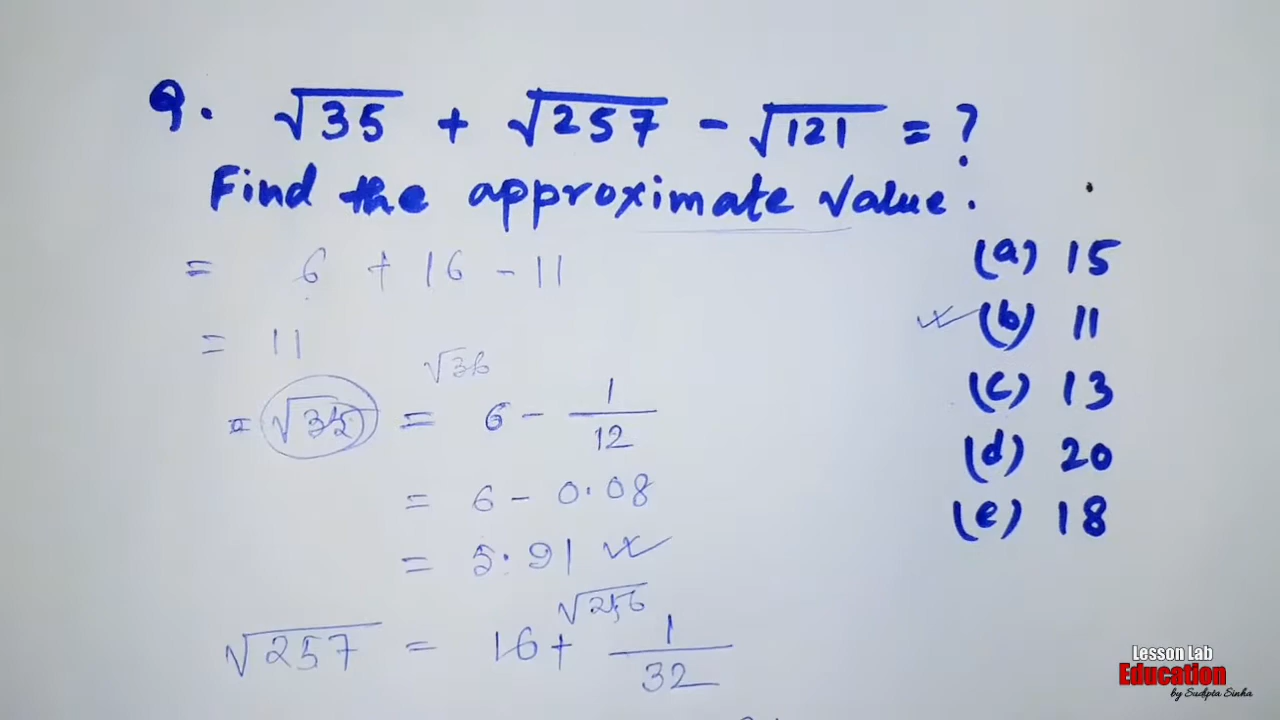 Q. √35 + √257 - √121 = ?
Find the approximate value.
= 6 + 16 - 11
= 11
(a) 15
(b) 11
(c) 13
(d) 20
(e) 18
√36
= √35 = 6 - 1/12
= 6 - 0.08
= 5.91
√256
√257 = 16 + 1/32
Lesson Lab
Education
by Sudipta Sinha